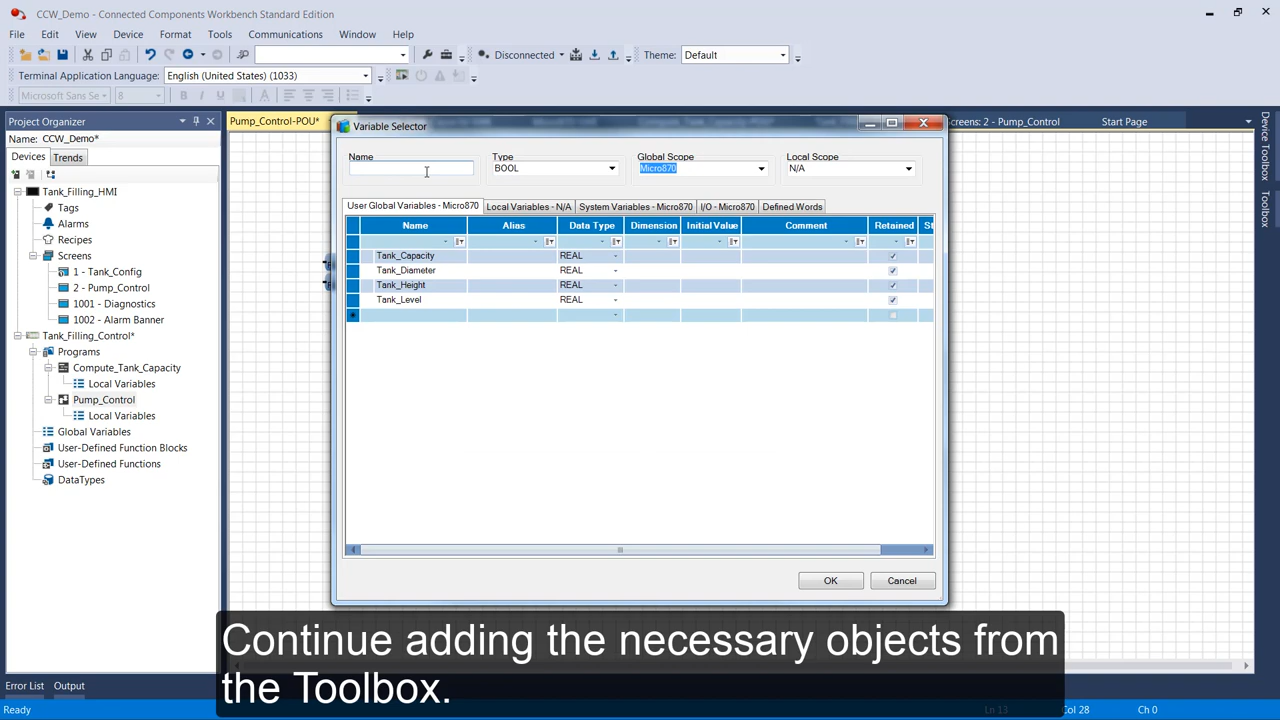 CCW_Demo - Connected Components Workbench Standard Edition
File Edit View Device Format Tools Communications Window Help
Disconnected Theme: Default
Terminal Application Language: English (United States) (1033)
Microsoft Sans Se 8 B I U A
Project Organizer
Name: CCW_Demo*
Devices Trends
Tank_Filling_HMI
Tags
Alarms
Recipes
Screens
1 - Tank_Config
2 - Pump_Control
1001 - Diagnostics
1002 - Alarm Banner
Tank_Filling_Control*
Programs
Compute_Tank_Capacity
Local Variables
Pump_Control
Local Variables
Global Variables
User-Defined Function Blocks
User-Defined Functions
DataTypes
Pump_Control-POU*
creens: 2 - Pump_Control Start Page
Device Toolbox
Toolbox
Variable Selector
Name Type Global Scope Local Scope
BOOL Micro870 N/A
User Global Variables - Micro870 Local Variables - N/A System Variables - Micro870 I/O - Micro870 Defined Words
Name Alias Data Type Dimension Initial Value Comment Retained St
Tank_Capacity REAL
Tank_Diameter REAL
Tank_Height REAL
Tank_Level REAL
OK Cancel
Continue adding the necessary objects from
the Toolbox.
Error List Output
Ready Ln 13 Col 28 Ch 0